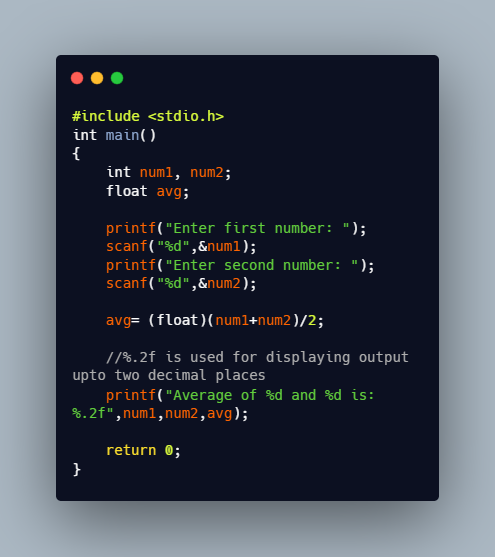 #include <stdio.h>
int main()
{
    int num1, num2;
    float avg;

    printf("Enter first number: ");
    scanf("%d",&num1);
    printf("Enter second number: ");
    scanf("%d",&num2);

    avg= (float)(num1+num2)/2;

    //%.2f is used for displaying output
upto two decimal places
    printf("Average of %d and %d is:
%.2f",num1,num2,avg);

    return 0;
}